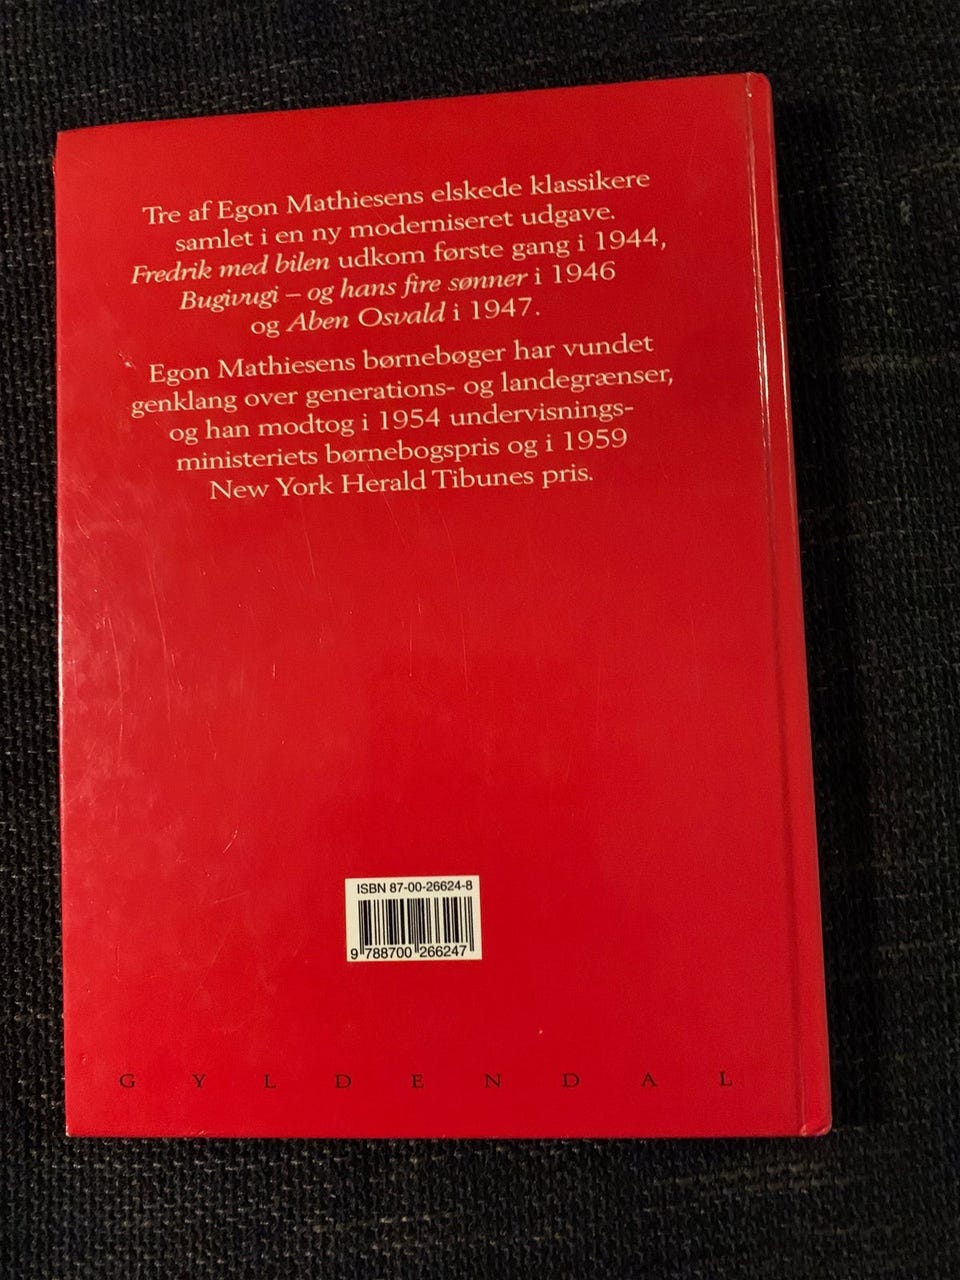 Tre af Egon Mathiesens elskede klassikere
samlet i en ny moderniseret udgave.
Fredrik med bilen udkom første gang i 1944,
Bugivugi – og hans fire sønner i 1946
og Aben Osvald i 1947.
Egon Mathiesens børnebøger har vundet
genklang over generations- og landegrænser,
og han modtog i 1954 undervisnings-
ministeriets børnebogspris og i 1959
New York Herald Tibunes pris.
ISBN 87-00-26624-8
9 788700 266247
GYLDENDAL